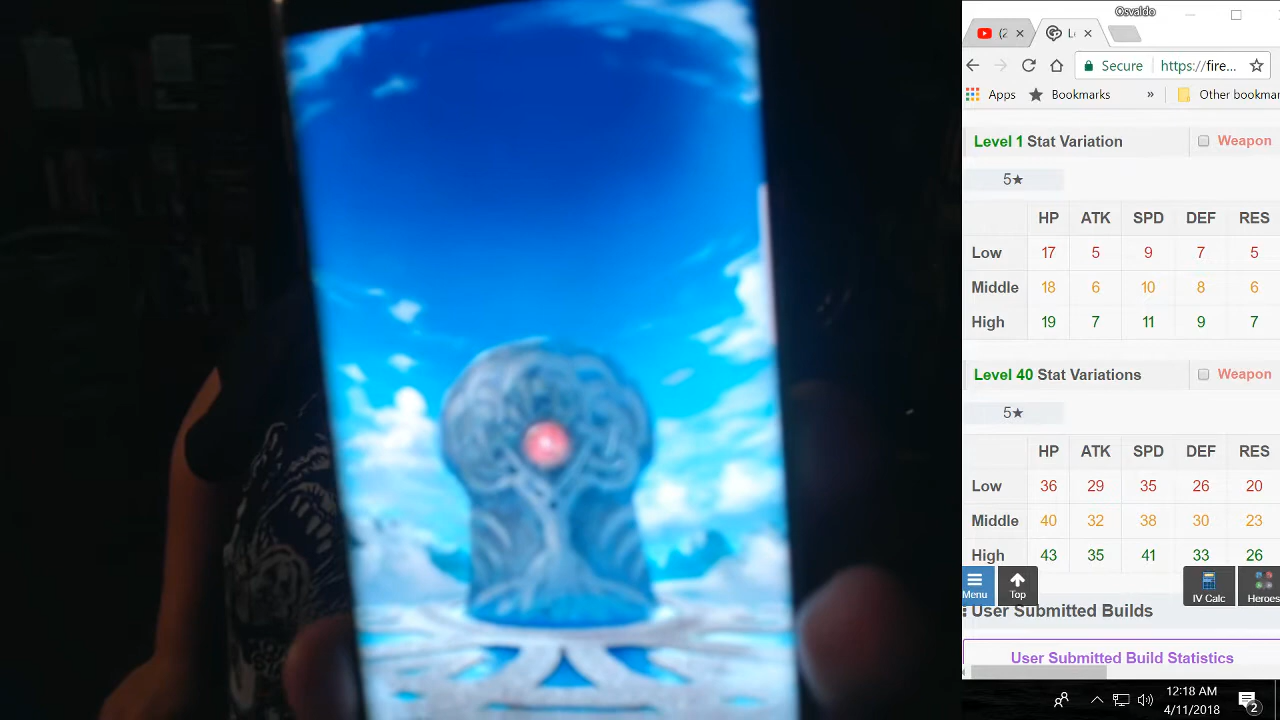 Osvaldo
(2
L
Secure https://fire...
Apps Bookmarks » Other bookmar
Level 1 Stat Variation Weapon
5★
HP ATK SPD DEF RES
Low 17 5 9 7 5
Middle 18 6 10 8 6
High 19 7 11 9 7
Level 40 Stat Variations Weapon
5★
HP ATK SPD DEF RES
Low 36 29 35 26 20
Middle 40 32 38 30 23
High 43 35 41 33 26
Menu Top IV Calc Heroes
User Submitted Builds
User Submitted Build Statistics
12:18 AM
4/11/2018
2